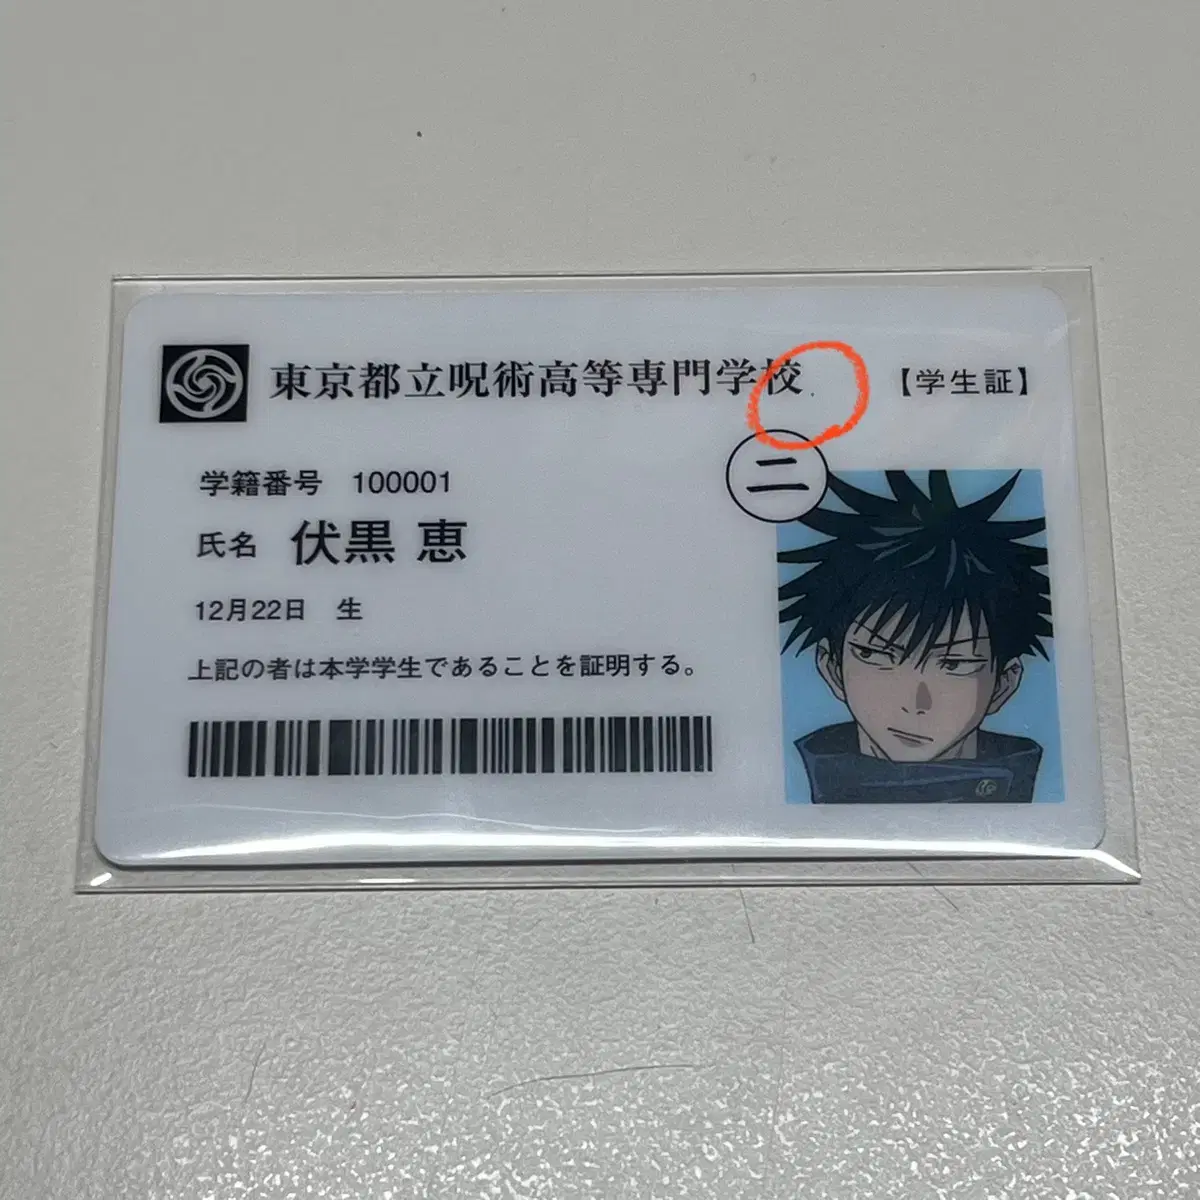 東京都立呪術高等専門学校 【学生証】
二
学籍番号 100001
氏名 伏黒 恵
12月22日 生
上記の者は本学学生であることを証明する。